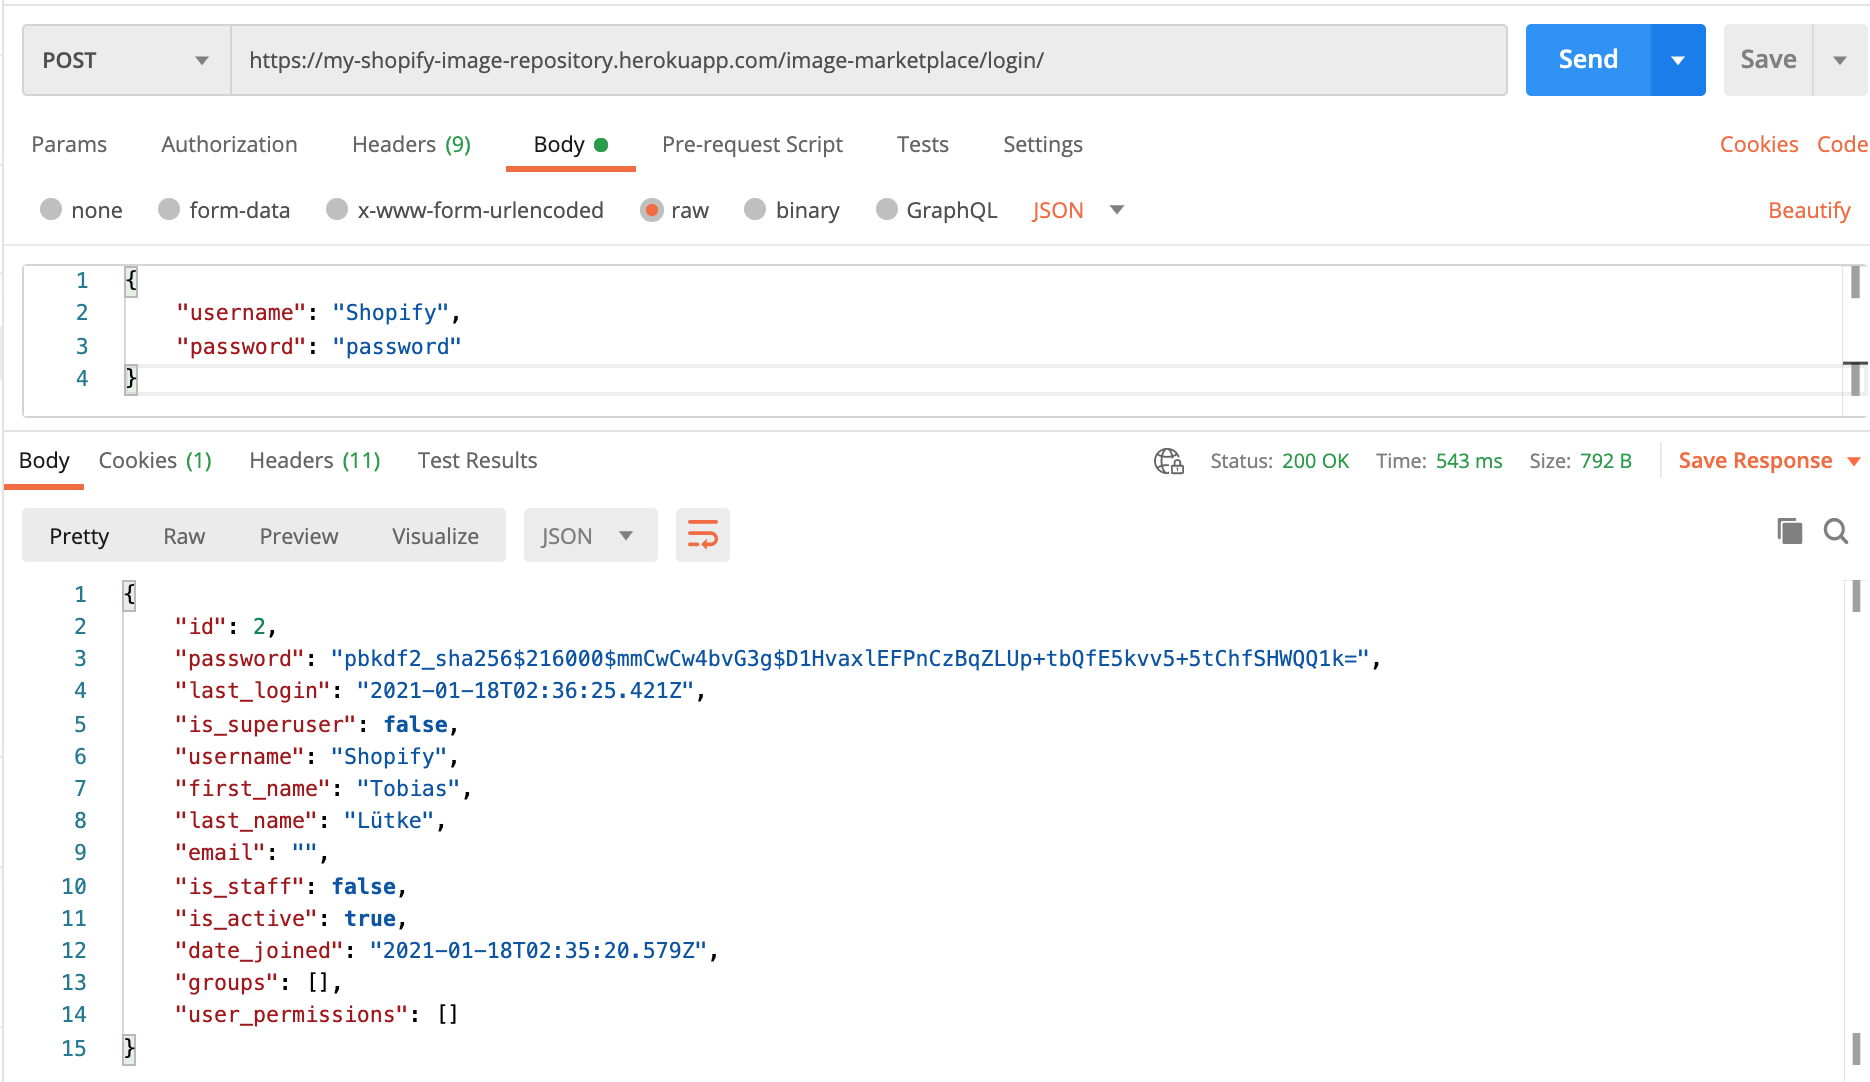 POST https://my-shopify-image-repository.herokuapp.com/image-marketplace/login/ Send Save
Params Authorization Headers (9) Body Pre-request Script Tests Settings Cookies Code
none form-data x-www-form-urlencoded raw binary GraphQL JSON Beautify
1 {
2 "username": "Shopify",
3 "password": "password"
4 }
Body Cookies (1) Headers (11) Test Results Status: 200 OK Time: 543 ms Size: 792 B Save Response
Pretty Raw Preview Visualize JSON
1 {
2 "id": 2,
3 "password": "pbkdf2_sha256$216000$mmCwCw4bvG3g$D1HvaxlEFPnCzBqZLUp+tbQfE5kvv5+5tChfSHWQQ1k=",
4 "last_login": "2021-01-18T02:36:25.421Z",
5 "is_superuser": false,
6 "username": "Shopify",
7 "first_name": "Tobias",
8 "last_name": "Lütke",
9 "email": "",
10 "is_staff": false,
11 "is_active": true,
12 "date_joined": "2021-01-18T02:35:20.579Z",
13 "groups": [],
14 "user_permissions": []
15 }